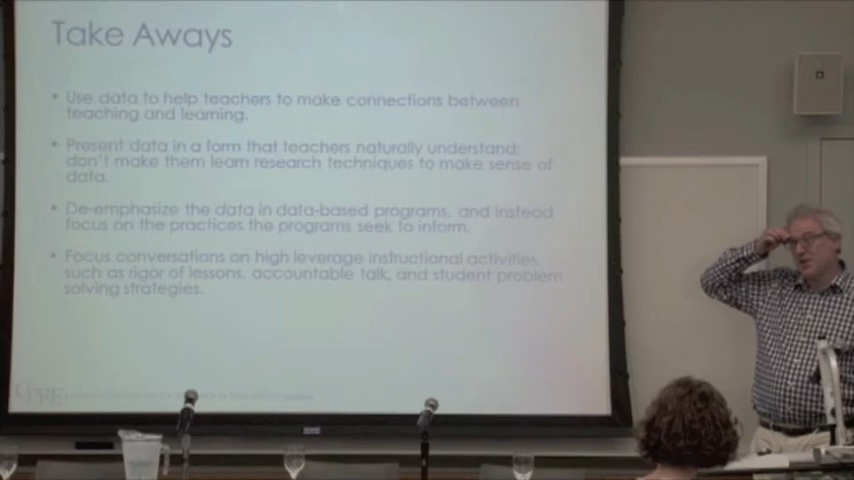 Take Aways
• Use data to help teachers to make connections between
teaching and learning.
• Present data in a form that teachers naturally understand;
don't make them learn research techniques to make sense of
data.
• De-emphasize the data in data-based programs, and instead
focus on the practices the programs seek to inform.
• Focus conversations on high leverage instructional activities,
such as rigor of lessons, accountable talk, and student problem
solving strategies.
CPRE